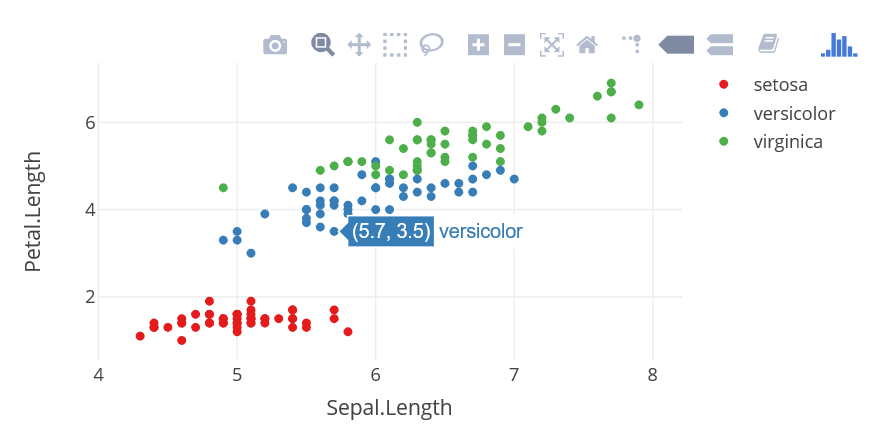 setosa
versicolor
virginica
6
4
2
(5.7, 3.5) versicolor
4 5 6 7 8
Sepal.Length
Petal.Length